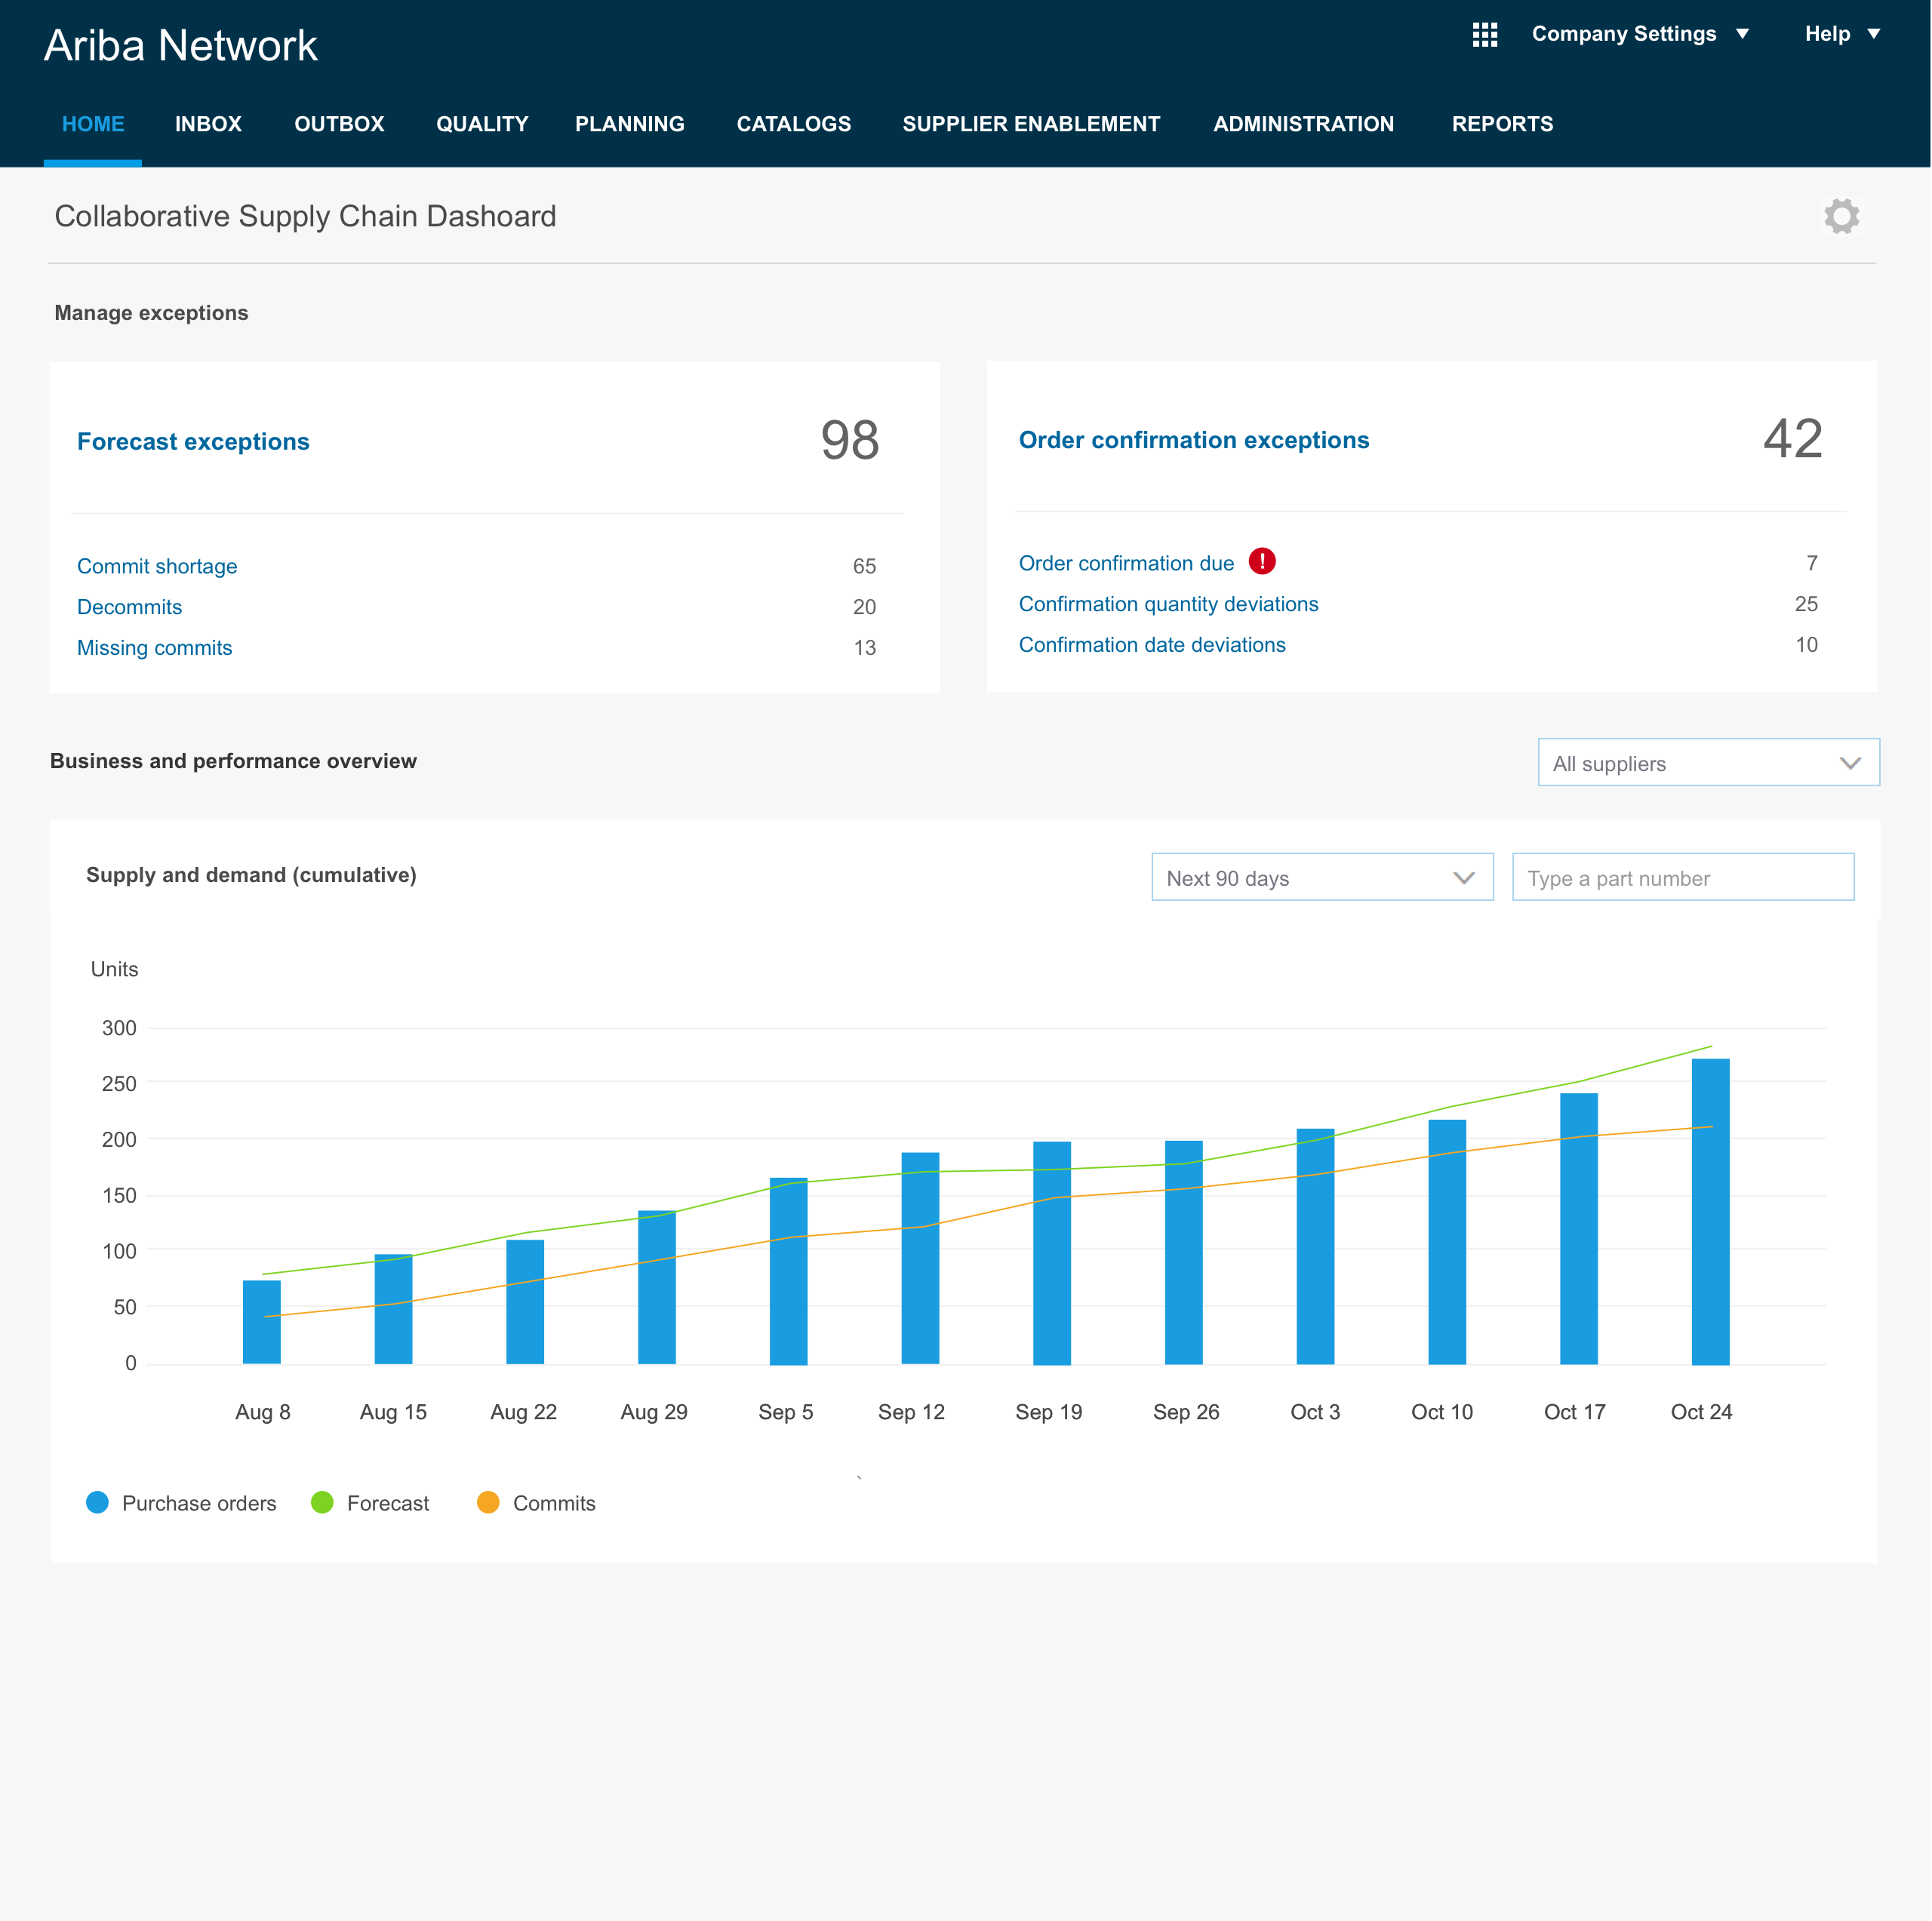 Ariba Network
Company Settings ▼ Help ▼
HOME INBOX OUTBOX QUALITY PLANNING CATALOGS SUPPLIER ENABLEMENT ADMINISTRATION REPORTS
Collaborative Supply Chain Dashoard
Manage exceptions
Forecast exceptions 98
Commit shortage 65
Decommits 20
Missing commits 13
Order confirmation exceptions 42
Order confirmation due ! 7
Confirmation quantity deviations 25
Confirmation date deviations 10
Business and performance overview
All suppliers
Supply and demand (cumulative)
Next 90 days
Type a part number
Units
300
250
200
150
100
50
0
Aug 8 Aug 15 Aug 22 Aug 29 Sep 5 Sep 12 Sep 19 Sep 26 Oct 3 Oct 10 Oct 17 Oct 24
`
Purchase orders Forecast Commits